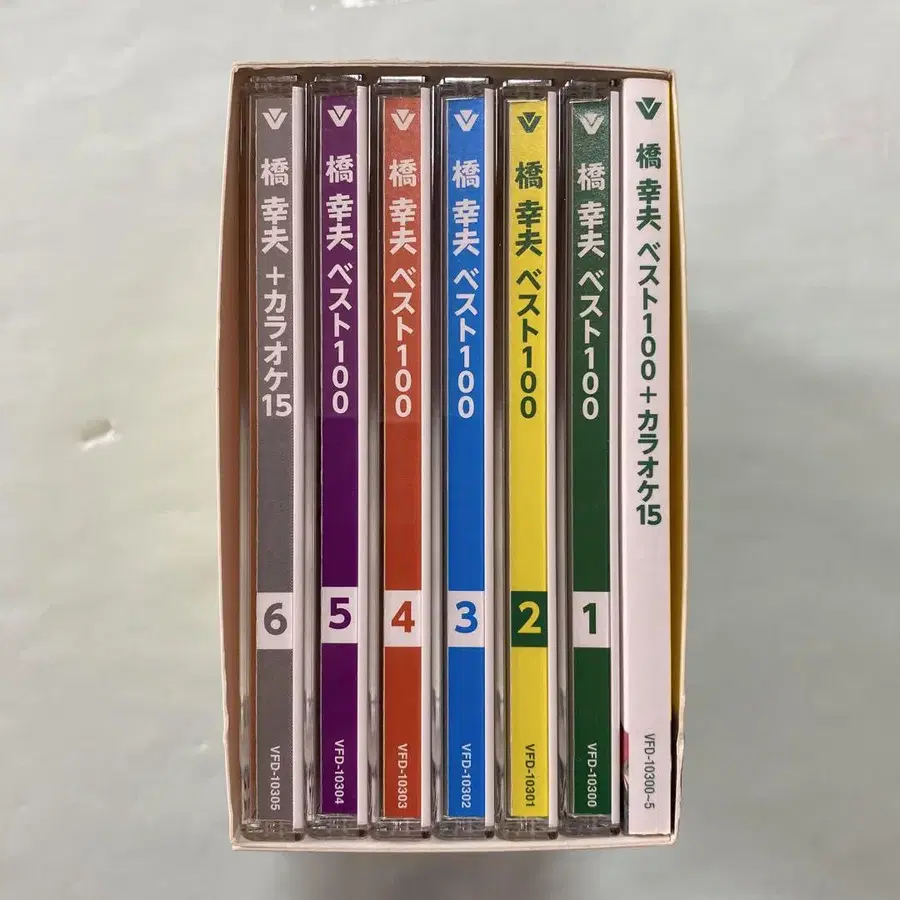 橋 幸夫 +カラオケ15
6
VFD-10305
橋 幸夫 ベスト100
5
VFD-10304
橋 幸夫 ベスト100
4
VFD-10303
橋 幸夫 ベスト100
3
VFD-10302
橋 幸夫 ベスト100
2
VFD-10301
橋 幸夫 ベスト100
1
VFD-10300
橋 幸夫 ベスト100+カラオケ15
VFD-10300~5